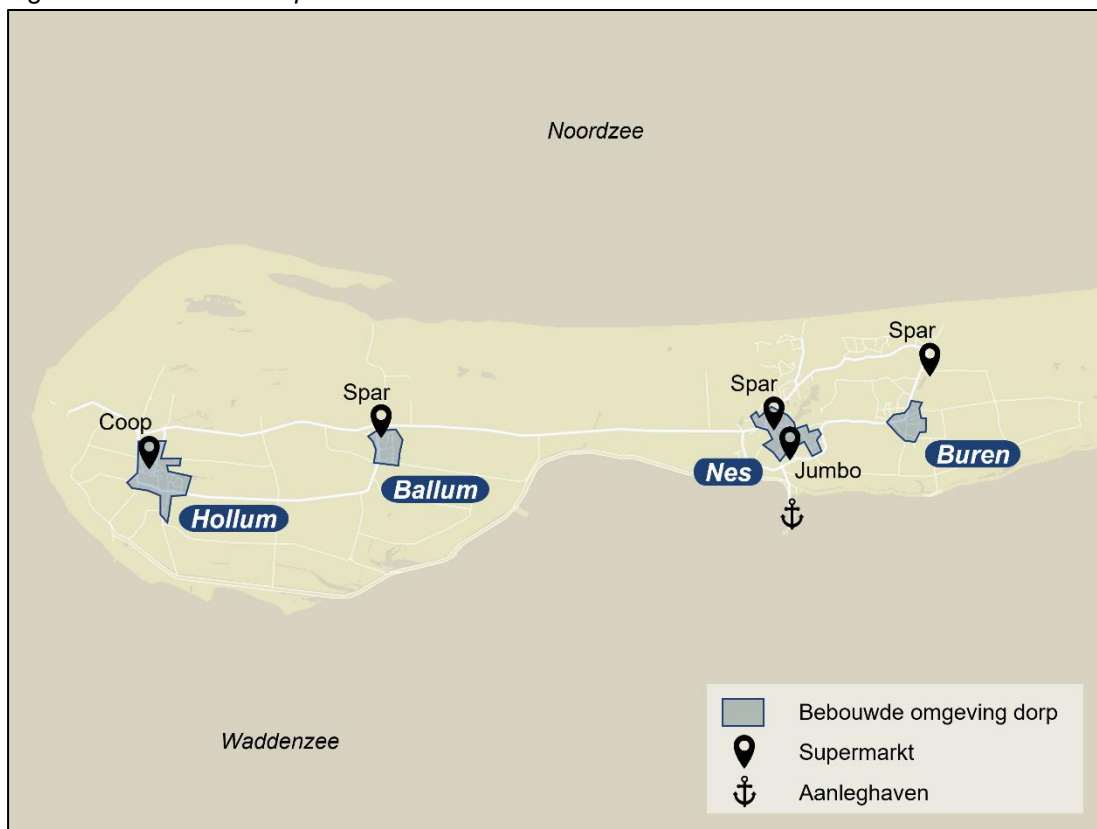 Noordzee
Spar
Spar
Spar
Coop
Jumbo
Buren
Nes
Ballum
Hollum
Waddenzee
Bebouwde omgeving dorp
Supermarkt
Aanleghaven